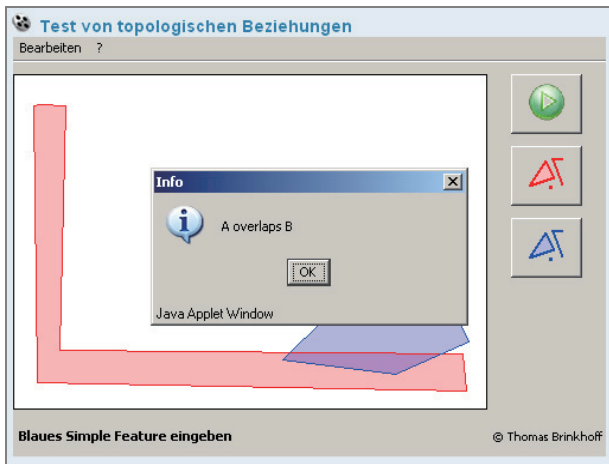 Test von topologischen Beziehungen
Bearbeiten ?
Info
A overlaps B
OK
Java Applet Window
Blaues Simple Feature eingeben
© Thomas Brinkhoff